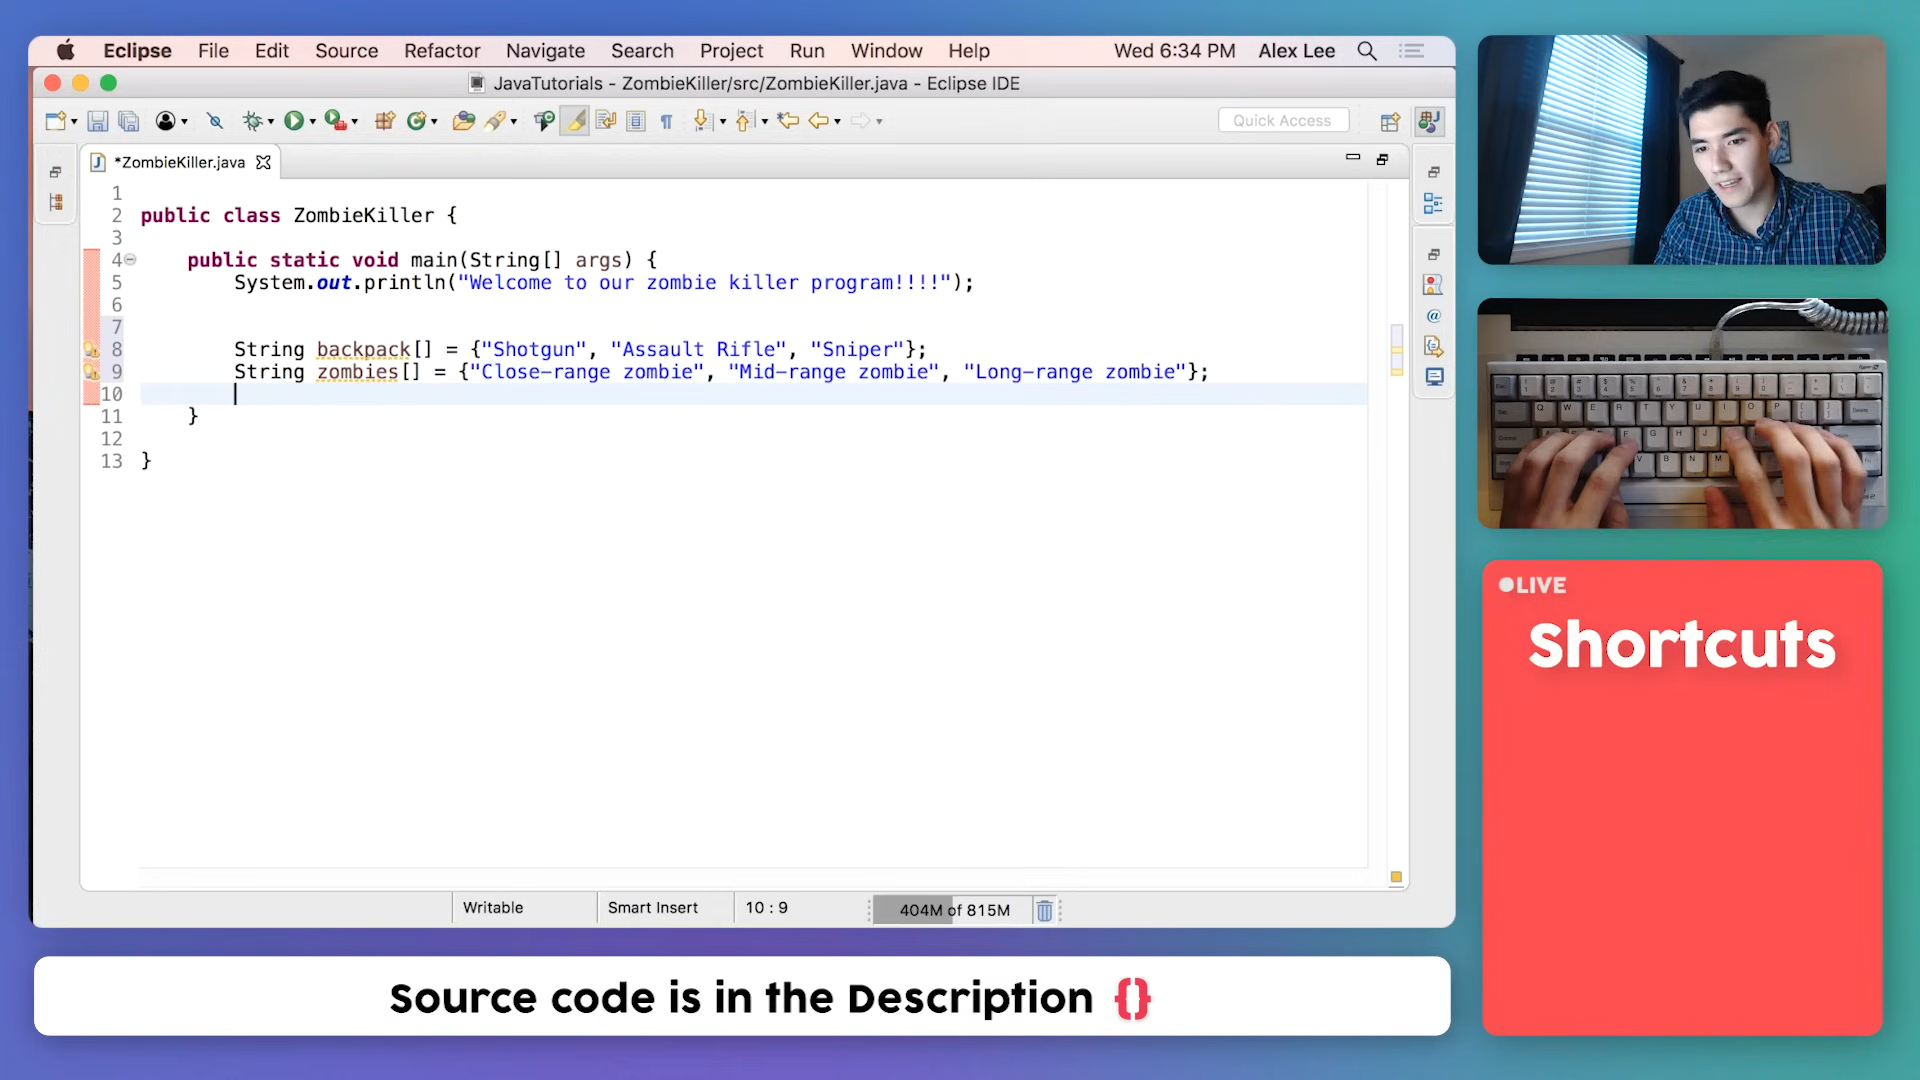 Eclipse File Edit Source Refactor Navigate Search Project Run Window Help Wed 6:34 PM Alex Lee
JavaTutorials - ZombieKiller/src/ZombieKiller.java - Eclipse IDE
Quick Access
*ZombieKiller.java
1
2 public class ZombieKiller {
3
4 public static void main(String[] args) {
5 System.out.println("Welcome to our zombie killer program!!!!");
6
7
8 String backpack[] = {"Shotgun", "Assault Rifle", "Sniper"};
9 String zombies[] = {"Close-range zombie", "Mid-range zombie", "Long-range zombie"};
10
11 }
12
13 }
Writable Smart Insert 10 : 9 404M of 815M
Source code is in the Description {}
LIVE
Shortcuts